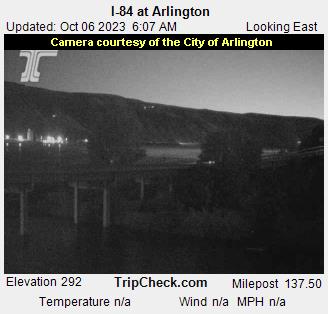 I-84 at Arlington
Updated: Oct 06 2023 6:07 AM Looking East
Camera courtesy of the City of Arlington
Elevation 292 TripCheck.com Milepost 137.50
Temperature n/a Wind n/a MPH n/a